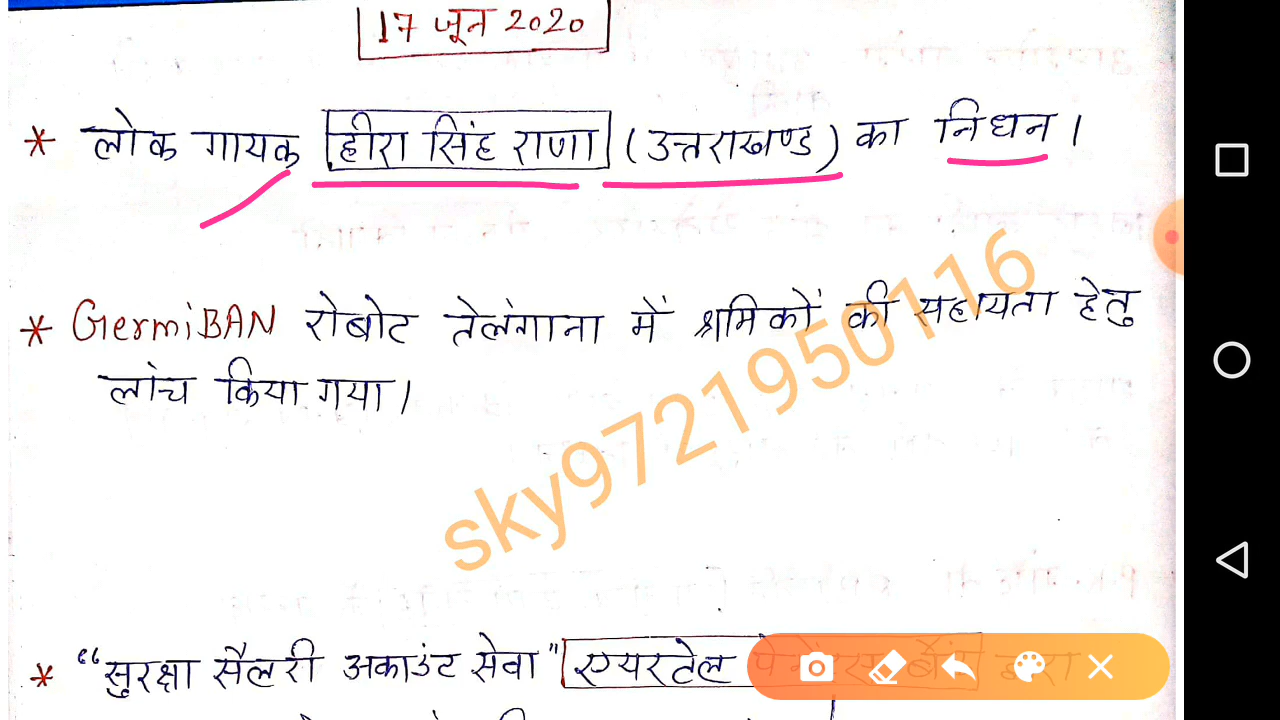 17 जून 2020
* लोक गायक हीरा सिंह राणा (उत्तराखण्ड) का निधन।
* GermiBAN रोबोट तेलंगाना में श्रमिकों की सहायता हेतु
लांच किया गया।
sky9721950116
* "सुरक्षा सैलरी अकाउंट सेवा" एयरटेल द्वारा